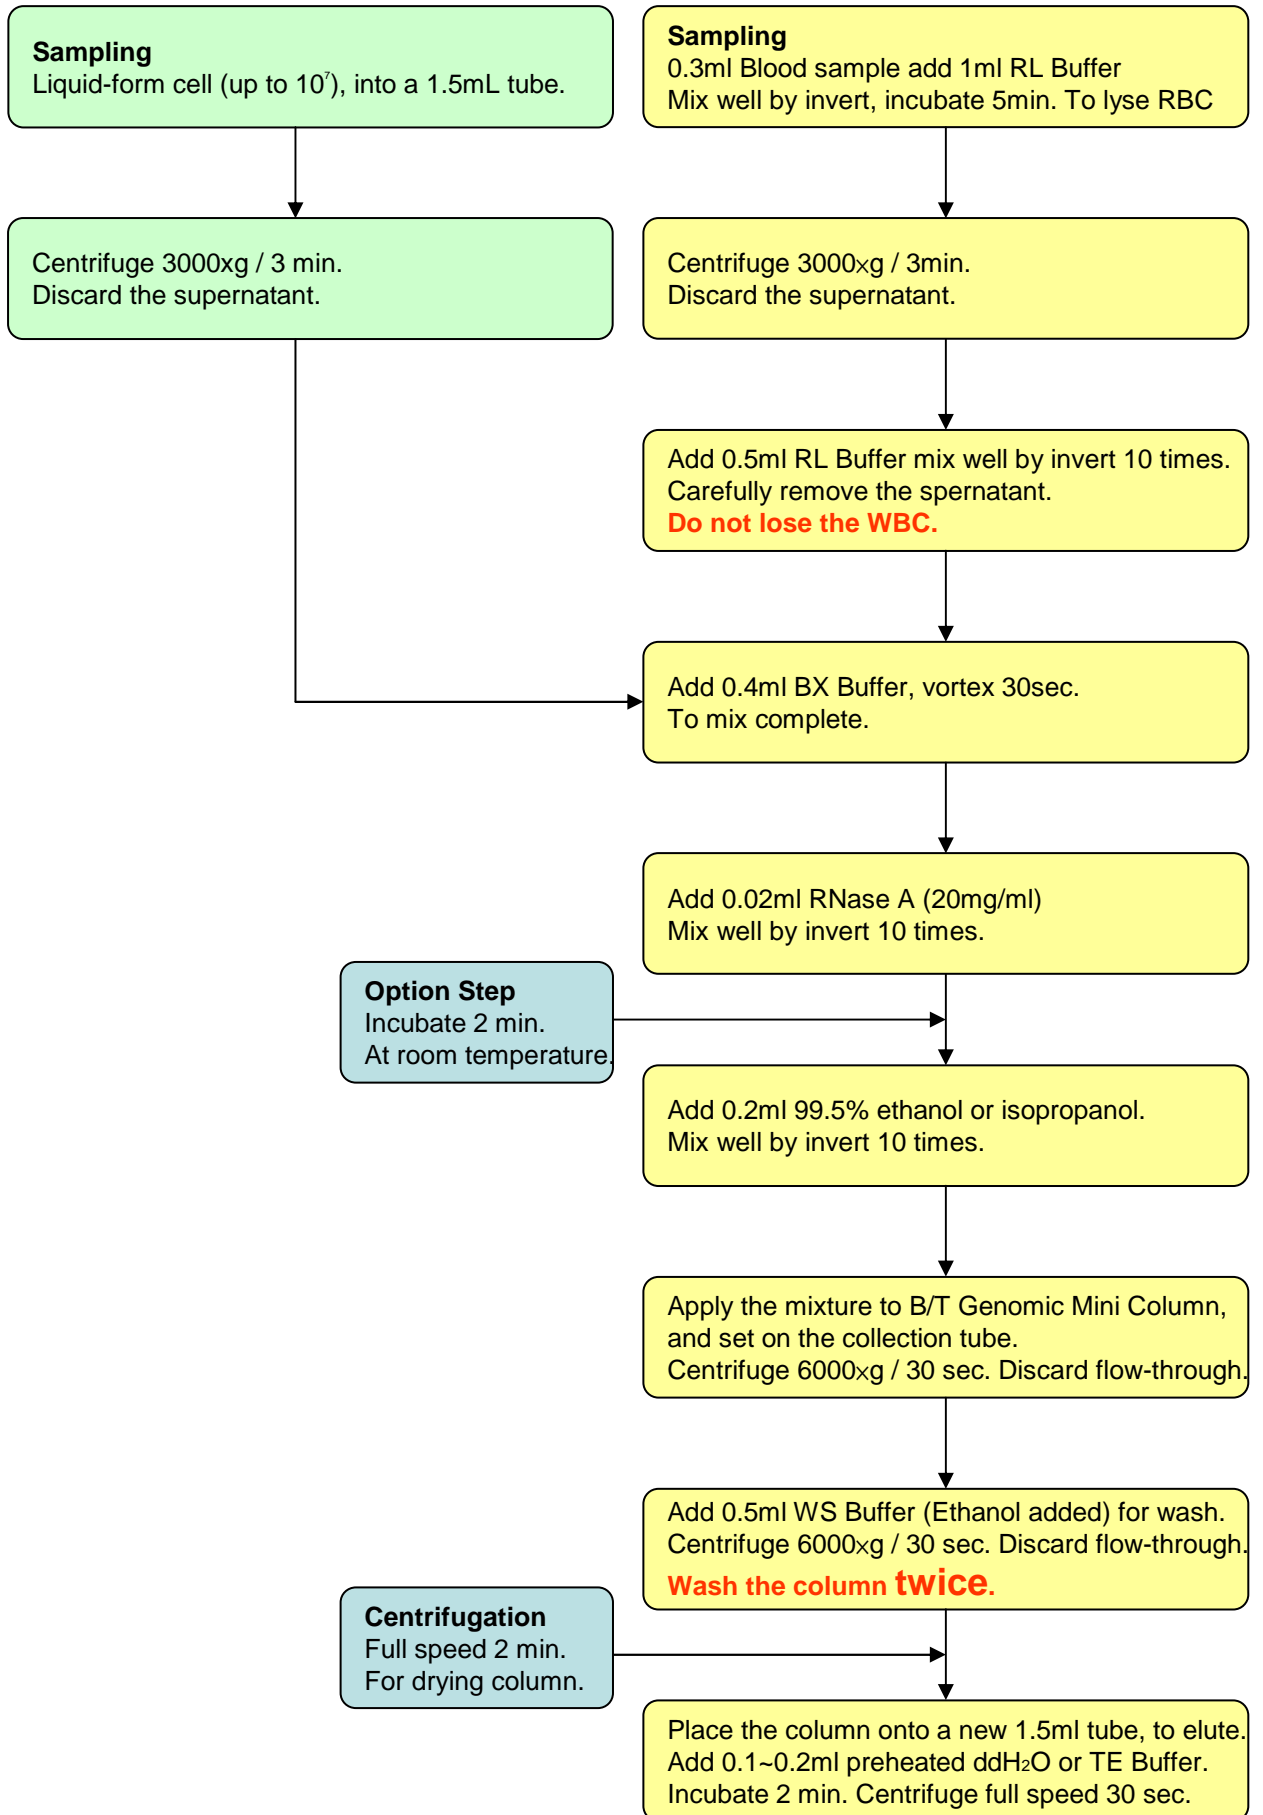 Sampling
Liquid-form cell (up to 10⁷), into a 1.5mL tube.
Sampling
0.3ml Blood sample add 1ml RL Buffer
Mix well by invert, incubate 5min. To lyse RBC
Centrifuge 3000xg / 3 min.
Discard the supernatant.
Centrifuge 3000×g / 3min.
Discard the supernatant.
Add 0.5ml RL Buffer mix well by invert 10 times.
Carefully remove the spernatant.
Do not lose the WBC.
Add 0.4ml BX Buffer, vortex 30sec.
To mix complete.
Add 0.02ml RNase A (20mg/ml)
Mix well by invert 10 times.
Option Step
Incubate 2 min.
At room temperature.
Add 0.2ml 99.5% ethanol or isopropanol.
Mix well by invert 10 times.
Apply the mixture to B/T Genomic Mini Column,
and set on the collection tube.
Centrifuge 6000×g / 30 sec. Discard flow-through.
Add 0.5ml WS Buffer (Ethanol added) for wash.
Centrifuge 6000×g / 30 sec. Discard flow-through.
Wash the column twice.
Centrifugation
Full speed 2 min.
For drying column.
Place the column onto a new 1.5ml tube, to elute.
Add 0.1~0.2ml preheated ddH₂O or TE Buffer.
Incubate 2 min. Centrifuge full speed 30 sec.